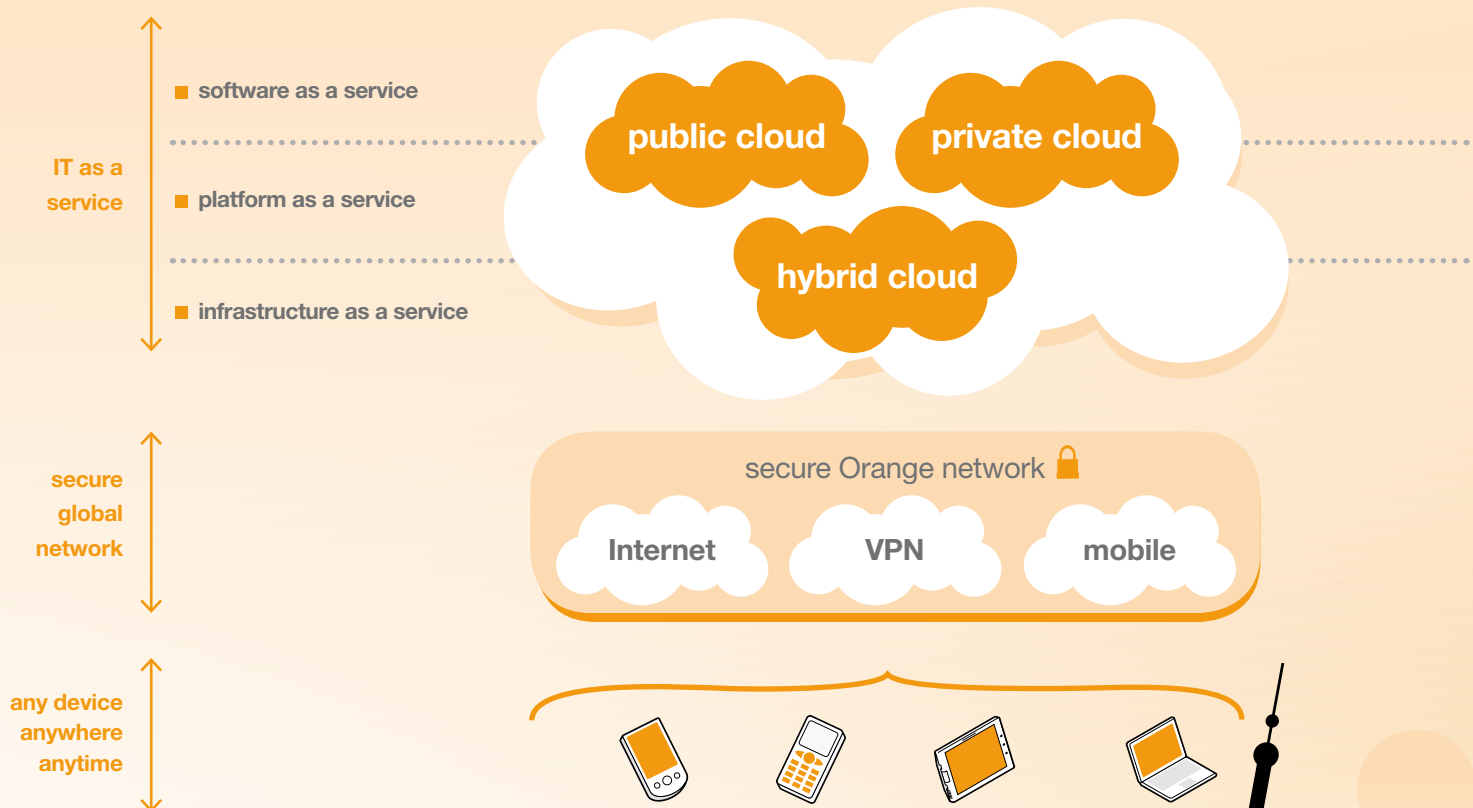 software as a service
public cloud
private cloud
IT as a
service
platform as a service
hybrid cloud
infrastructure as a service
secure Orange network
secure
global
network
Internet
VPN
mobile
any device
anywhere
anytime